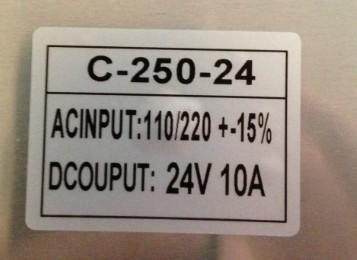 C-250-24
ACINPUT:110/220 +-15%
DCOUPUT: 24V 10A